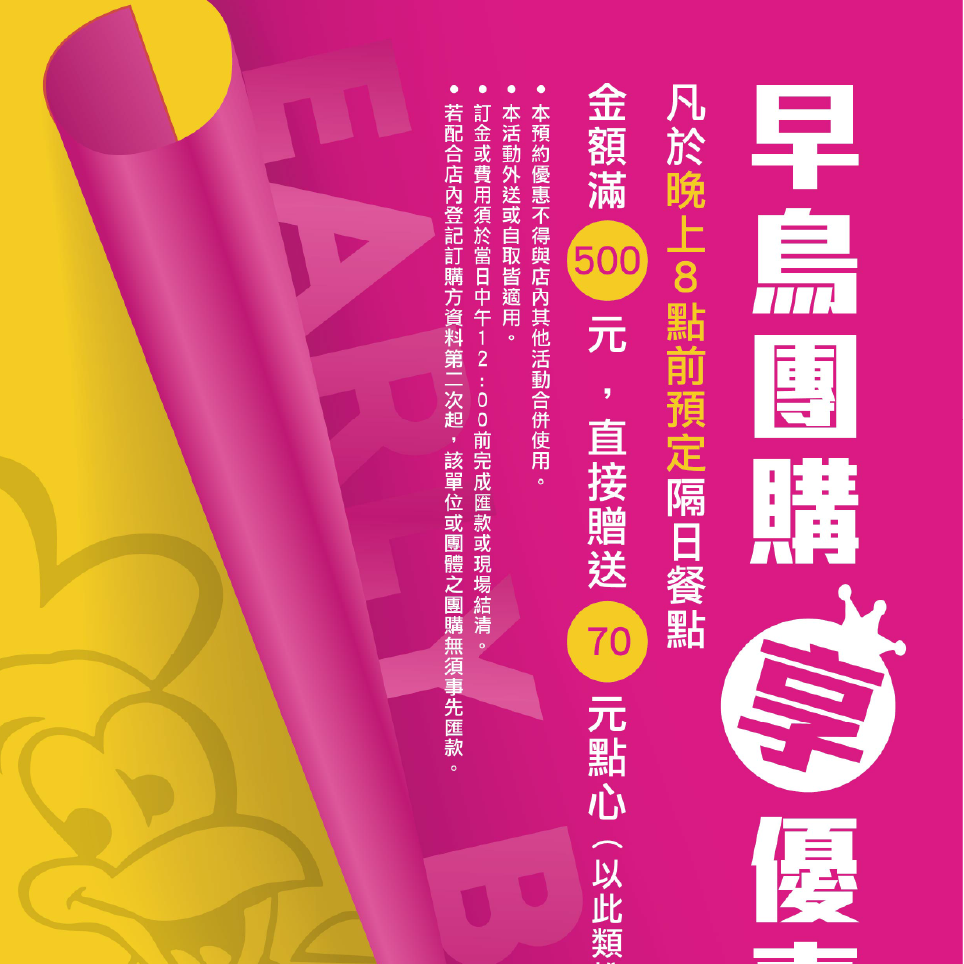 早鳥團購享優
凡於晚上8點前預定隔日餐點
金額滿500元，直接贈送70元點心（以此類
•本預約優惠不得與店內其他活動合併使用。
•本活動外送或自取皆適用。
•訂金或費用須於當日中午12:00前完成匯款或現場結清。
•若配合店內登記訂購方資料第二次起，該單位或團體之團購無須事先匯款。
EARLY B